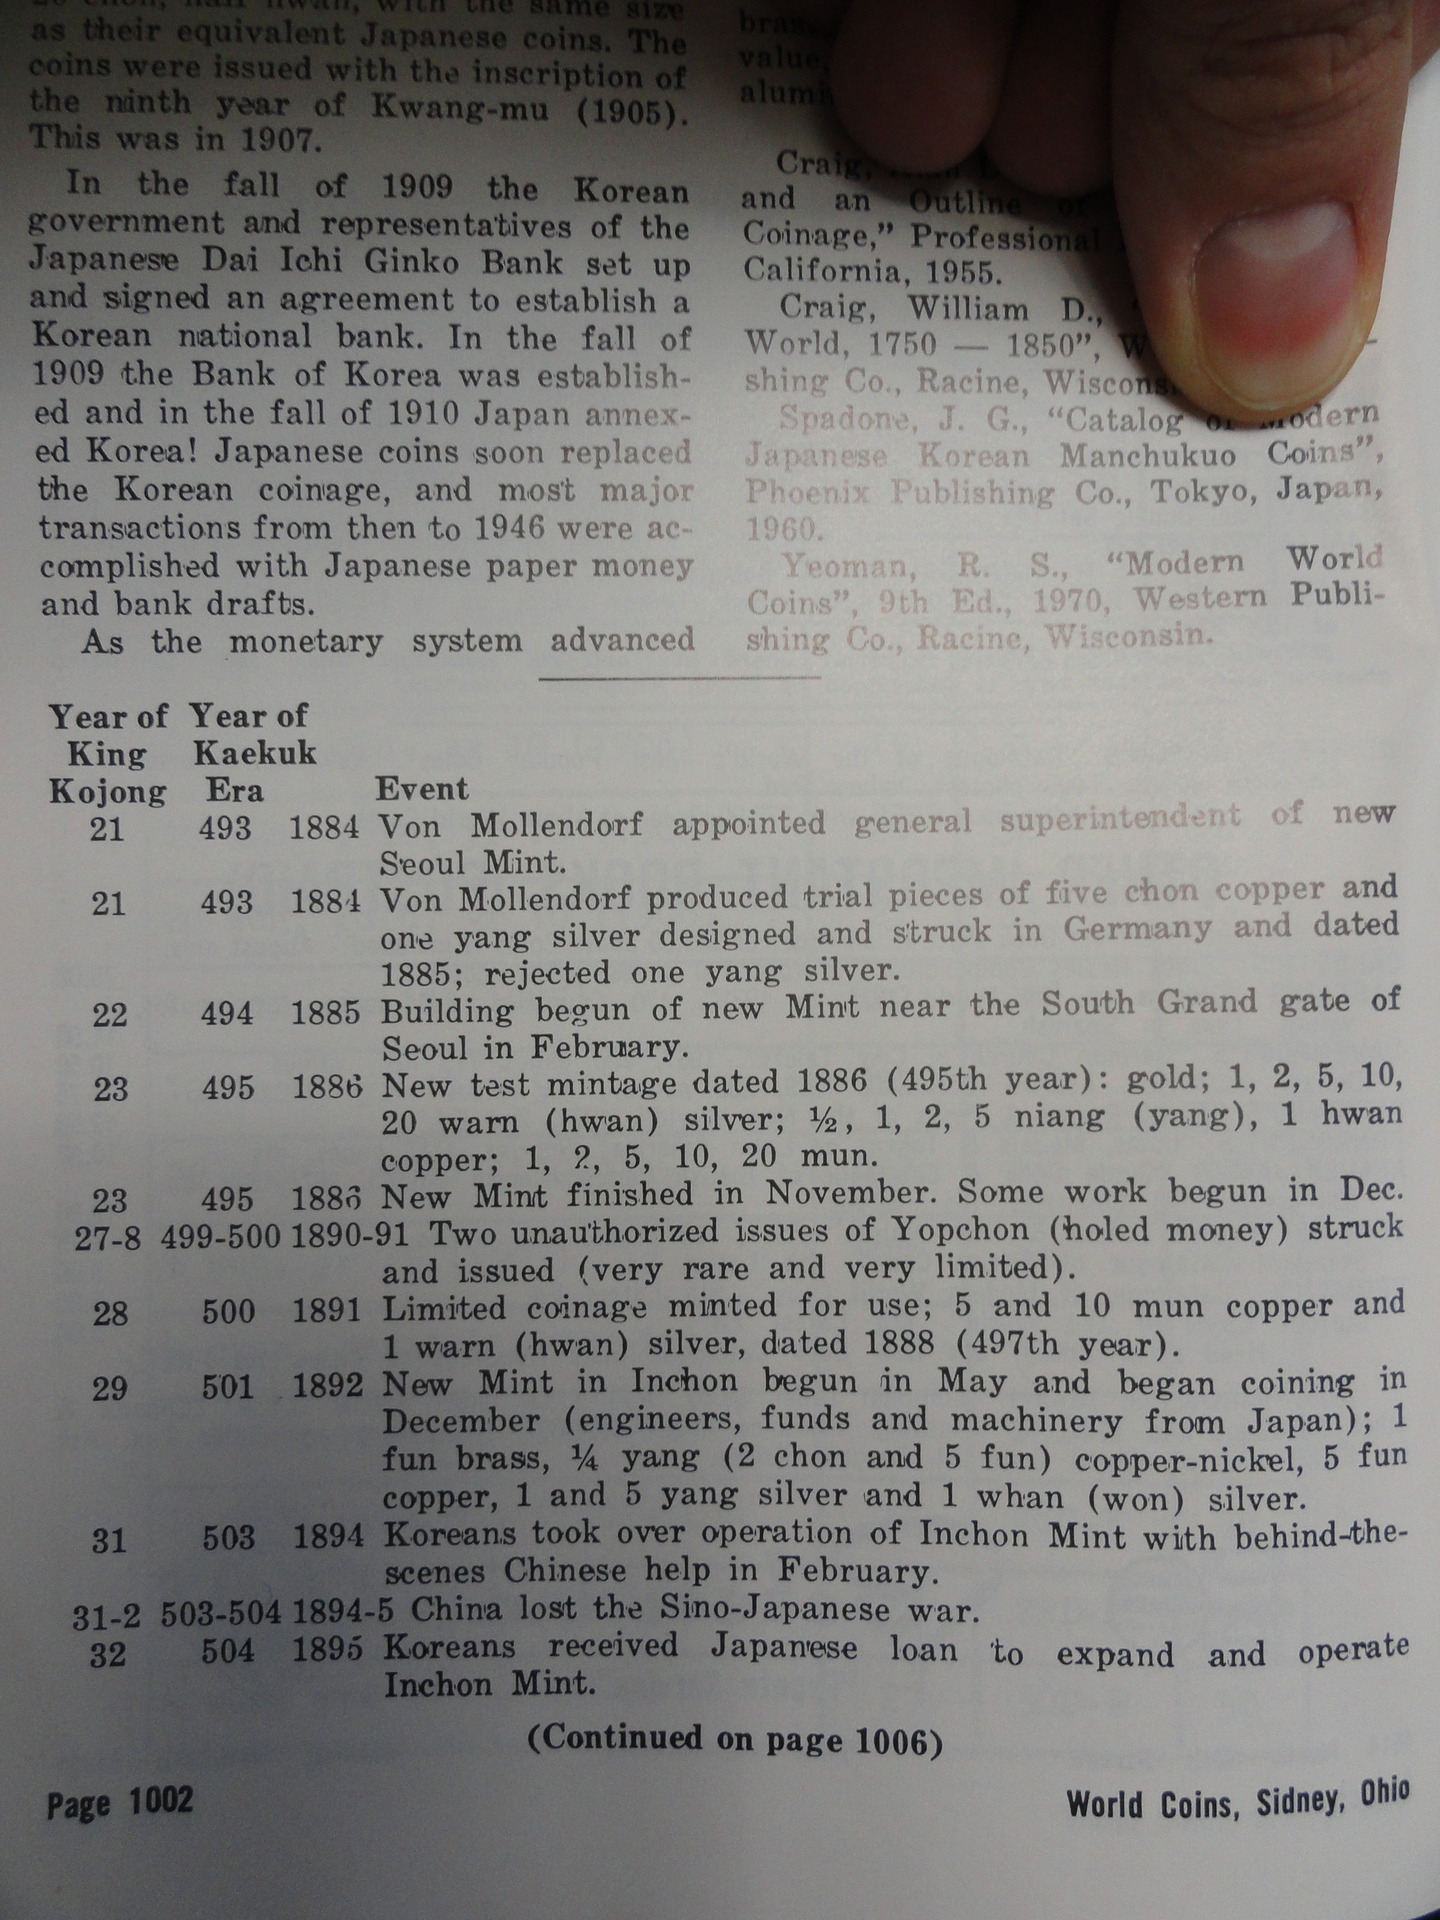 20 chon, half hwan, with the same size
as their equivalent Japanese coins. The
coins were issued with the inscription of
the ninth year of Kwang-mu (1905).
This was in 1907.
In the fall of 1909 the Korean
government and representatives of the
Japanese Dai Ichi Ginko Bank set up
and signed an agreement to establish a
Korean national bank. In the fall of
1909 the Bank of Korea was establish-
ed and in the fall of 1910 Japan annex-
ed Korea! Japanese coins soon replaced
the Korean coinage, and most major
transactions from then to 1946 were ac-
complished with Japanese paper money
and bank drafts.
As the monetary system advanced
value,
Craig,
and an Outline of
Coinage,” Professional
California, 1955.
Craig, William D.,
World, 1750 — 1850”,
shing Co., Racine,
Spadone, J. G., “Catalog of Modern
Japanese Korean Manchukuo Coins”,
Phoenix Publishing Co., Tokyo, Japan,
1960.
Yeoman, R. S., “Modern World
Coins”, 9th Ed., 1970, Western Publi-
shing Co., Racine, Wisconsin.
Year of Year of
King Kaekuk
Kojong Era Event
21 493 1884 Von Mollendorf appointed general superintendent of new
Seoul Mint.
21 493 1884 Von Mollendorf produced trial pieces of five chon copper and
one yang silver designed and struck in Germany and dated
1885; rejected one yang silver.
22 494 1885 Building begun of new Mint near the South Grand gate of
Seoul in February.
23 495 1886 New test mintage dated 1886 (495th year): gold; 1, 2, 5, 10,
20 warn (hwan) silver; ½, 1, 2, 5 niang (yang), 1 hwan
copper; 1, 2, 5, 10, 20 mun.
23 495 1886 New Mint finished in November. Some work begun in Dec.
27-8 499-500 1890-91 Two unauthorized issues of Yopchon (holed money) struck
and issued (very rare and very limited).
28 500 1891 Limited coinage minted for use; 5 and 10 mun copper and
1 warn (hwan) silver, dated 1888 (497th year).
29 501 1892 New Mint in Inchon begun in May and began coining in
December (engineers, funds and machinery from Japan); 1
fun brass, ¼ yang (2 chon and 5 fun) copper-nickel, 5 fun
copper, 1 and 5 yang silver and 1 whan (won) silver.
31 503 1894 Koreans took over operation of Inchon Mint with behind-the-
scenes Chinese help in February.
31-2 503-504 1894-5 China lost the Sino-Japanese war.
32 504 1895 Koreans received Japanese loan to expand and operate
Inchon Mint.
(Continued on page 1006)
Page 1002 World Coins, Sidney, Ohio